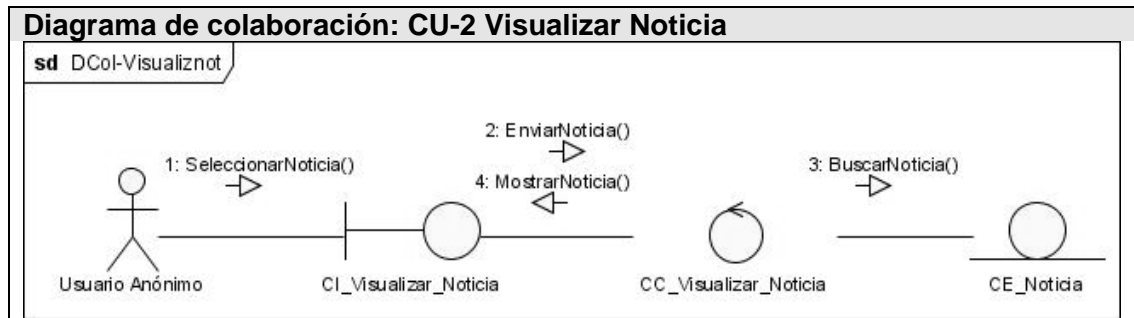 Diagrama de colaboración: CU-2 Visualizar Noticia
sd DCol-Visualiznot
2: EnviarNoticia()
1: SeleccionarNoticia()
3: BuscarNoticia()
4: MostrarNoticia()
Usuario Anónimo
CI_Visualizar_Noticia
CC_Visualizar_Noticia
CE_Noticia